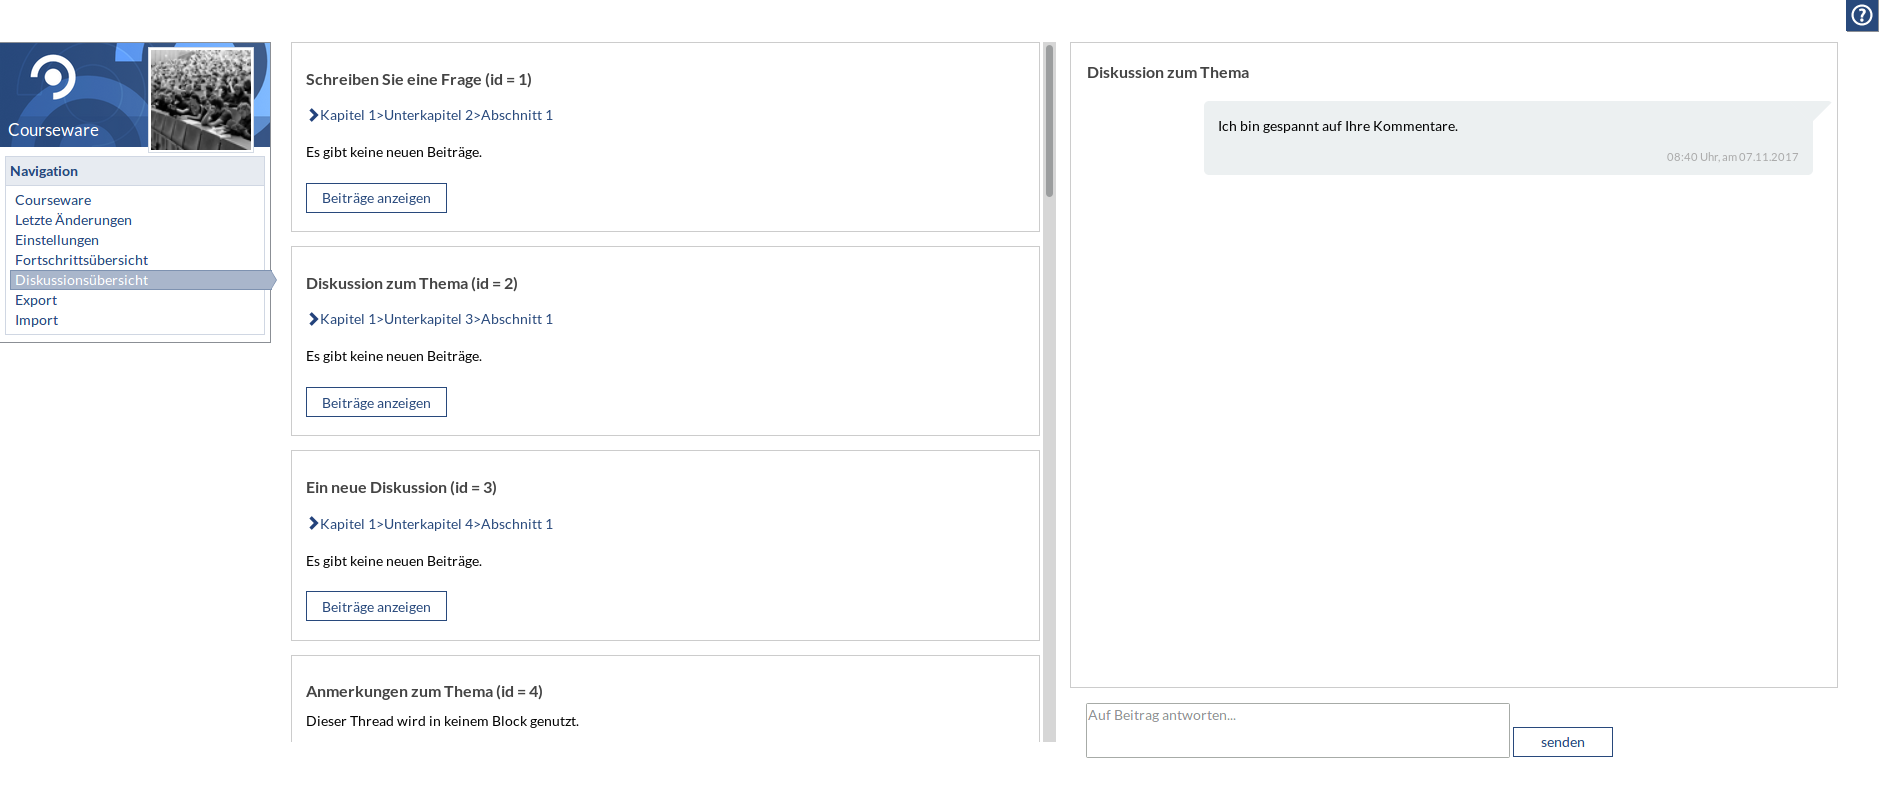 Courseware
Navigation
Courseware
Letzte Änderungen
Einstellungen
Fortschrittsübersicht
Diskussionsübersicht
Export
Import
Schreiben Sie eine Frage (id = 1)
Kapitel 1>Unterkapitel 2>Abschnitt 1
Es gibt keine neuen Beiträge.
Beiträge anzeigen
Diskussion zum Thema (id = 2)
Kapitel 1>Unterkapitel 3>Abschnitt 1
Es gibt keine neuen Beiträge.
Beiträge anzeigen
Ein neue Diskussion (id = 3)
Kapitel 1>Unterkapitel 4>Abschnitt 1
Es gibt keine neuen Beiträge.
Beiträge anzeigen
Anmerkungen zum Thema (id = 4)
Dieser Thread wird in keinem Block genutzt.
Diskussion zum Thema
Ich bin gespannt auf Ihre Kommentare.
08:40 Uhr, am 07.11.2017
Auf Beitrag antworten...
senden